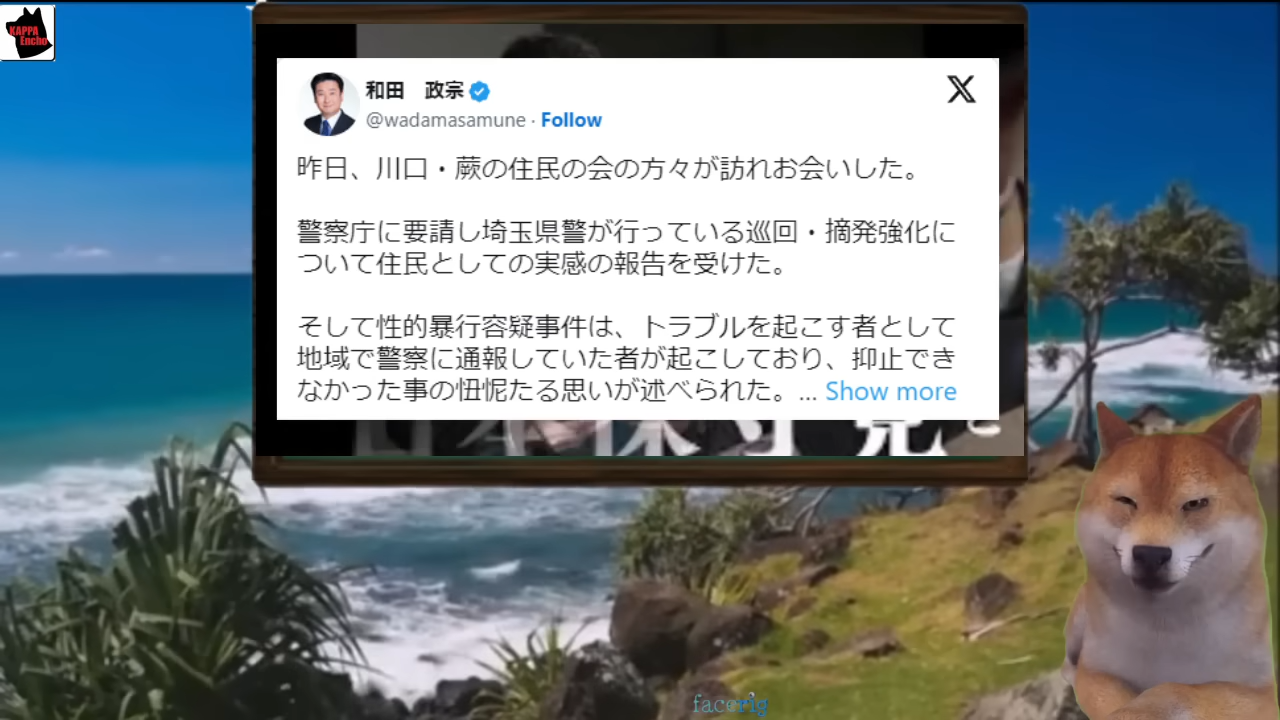 KAPPA
Encho
和田　政宗
@wadamasamune · Follow
昨日、川口・蕨の住民の会の方々が訪れお会いした。
警察庁に要請し埼玉県警が行っている巡回・摘発強化に
ついて住民としての実感の報告を受けた。
そして性的暴行容疑事件は、トラブルを起こす者として
地域で警察に通報していた者が起こしており、抑止でき
なかった事の忸怩たる思いが述べられた。... Show more
日本保守党と
facerig